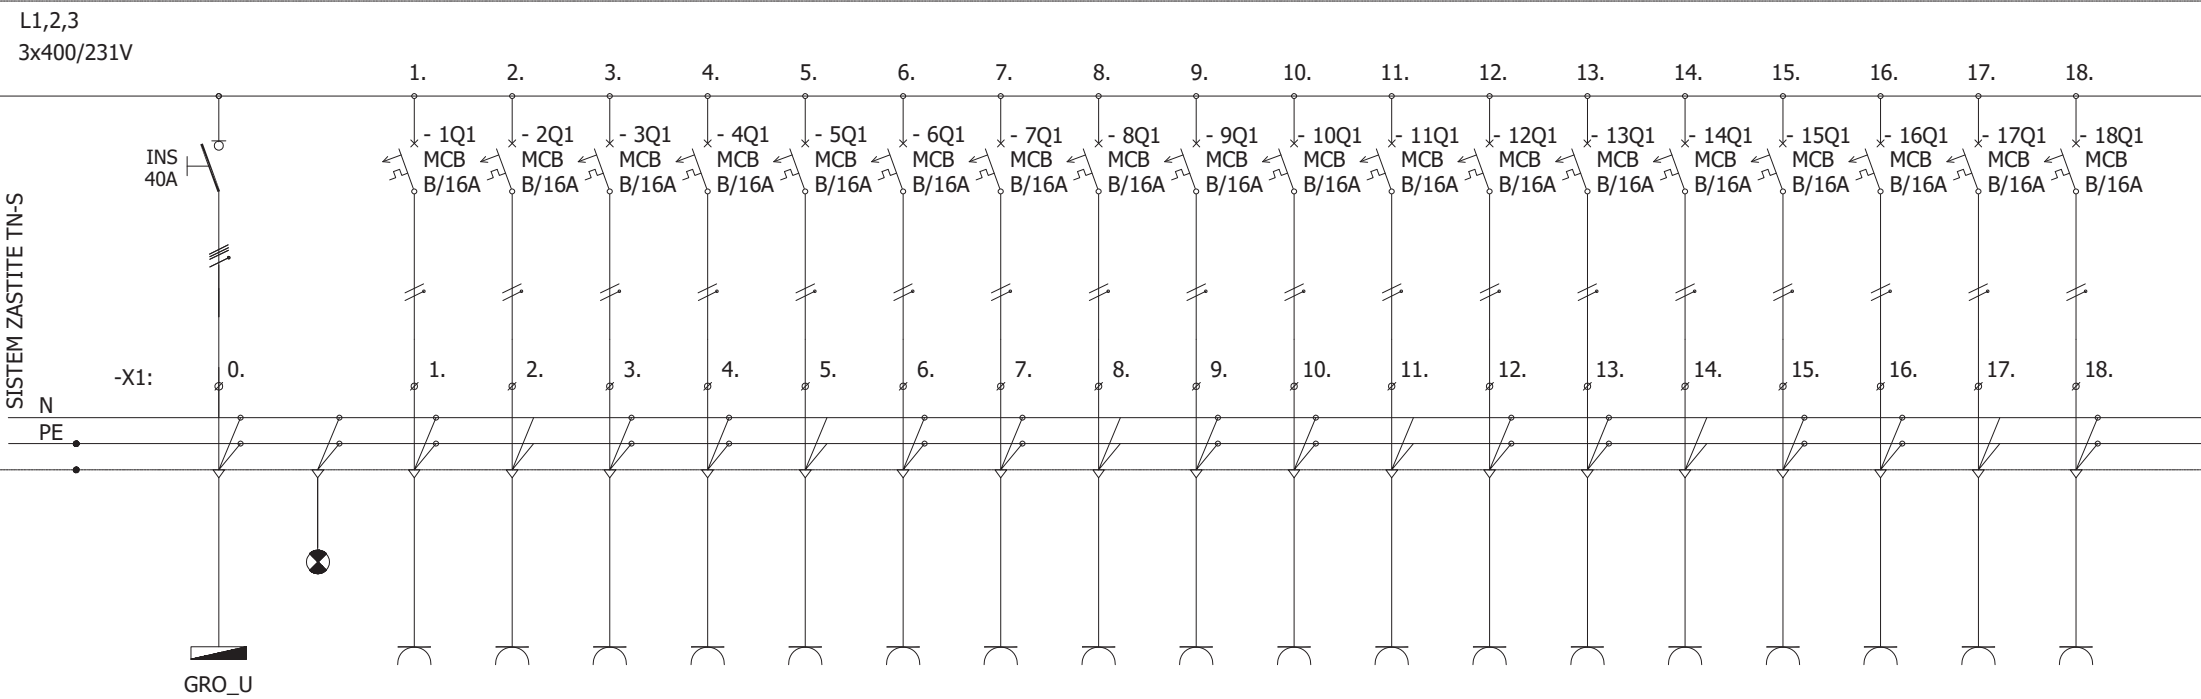 L1,2,3
3x400/231V
1. 2. 3. 4. 5. 6. 7. 8. 9. 10. 11. 12. 13. 14. 15. 16. 17. 18.
- 1Q1 - 2Q1 - 3Q1 - 4Q1 - 5Q1 - 6Q1 - 7Q1 - 8Q1 - 9Q1 - 10Q1 - 11Q1 - 12Q1 - 13Q1 - 14Q1 - 15Q1 - 16Q1 - 17Q1 - 18Q1
INS MCB MCB MCB MCB MCB MCB MCB MCB MCB MCB MCB MCB MCB MCB MCB MCB MCB MCB
40A B/16A B/16A B/16A B/16A B/16A B/16A B/16A B/16A B/16A B/16A B/16A B/16A B/16A B/16A B/16A B/16A B/16A B/16A
SISTEM ZASTITE TN-S
-X1: 0. 1. 2. 3. 4. 5. 6. 7. 8. 9. 10. 11. 12. 13. 14. 15. 16. 17. 18.
N
PE
GRO_U